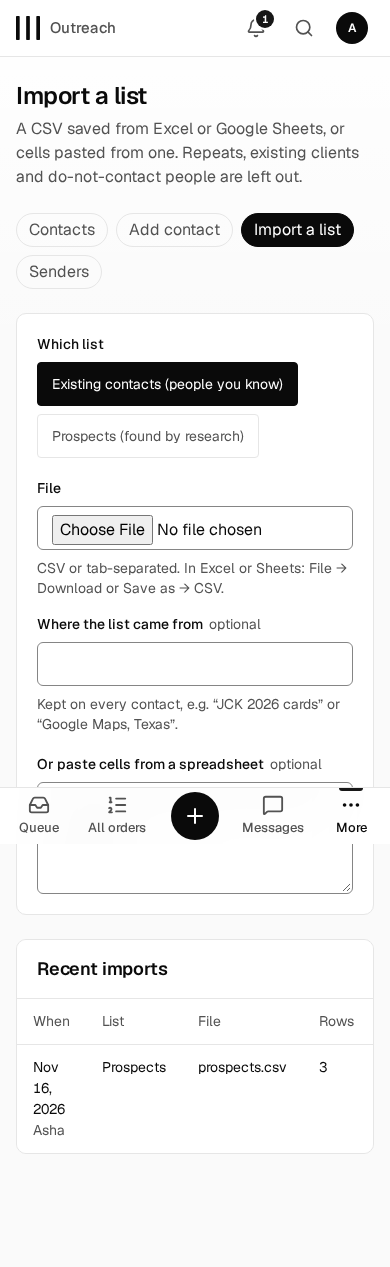 Outreach
1
A
Import a list
A CSV saved from Excel or Google Sheets, or
cells pasted from one. Repeats, existing clients
and do-not-contact people are left out.
Contacts
Add contact
Import a list
Senders
Which list
Existing contacts (people you know)
Prospects (found by research)
File
Choose File No file chosen
CSV or tab-separated. In Excel or Sheets: File →
Download or Save as → CSV.
Where the list came from optional
Kept on every contact, e.g. “JCK 2026 cards” or
“Google Maps, Texas”.
Or paste cells from a spreadsheet optional
Queue
All orders
Messages
More
Recent imports
When List File Rows
Nov Prospects prospects.csv 3
16,
2026
Asha